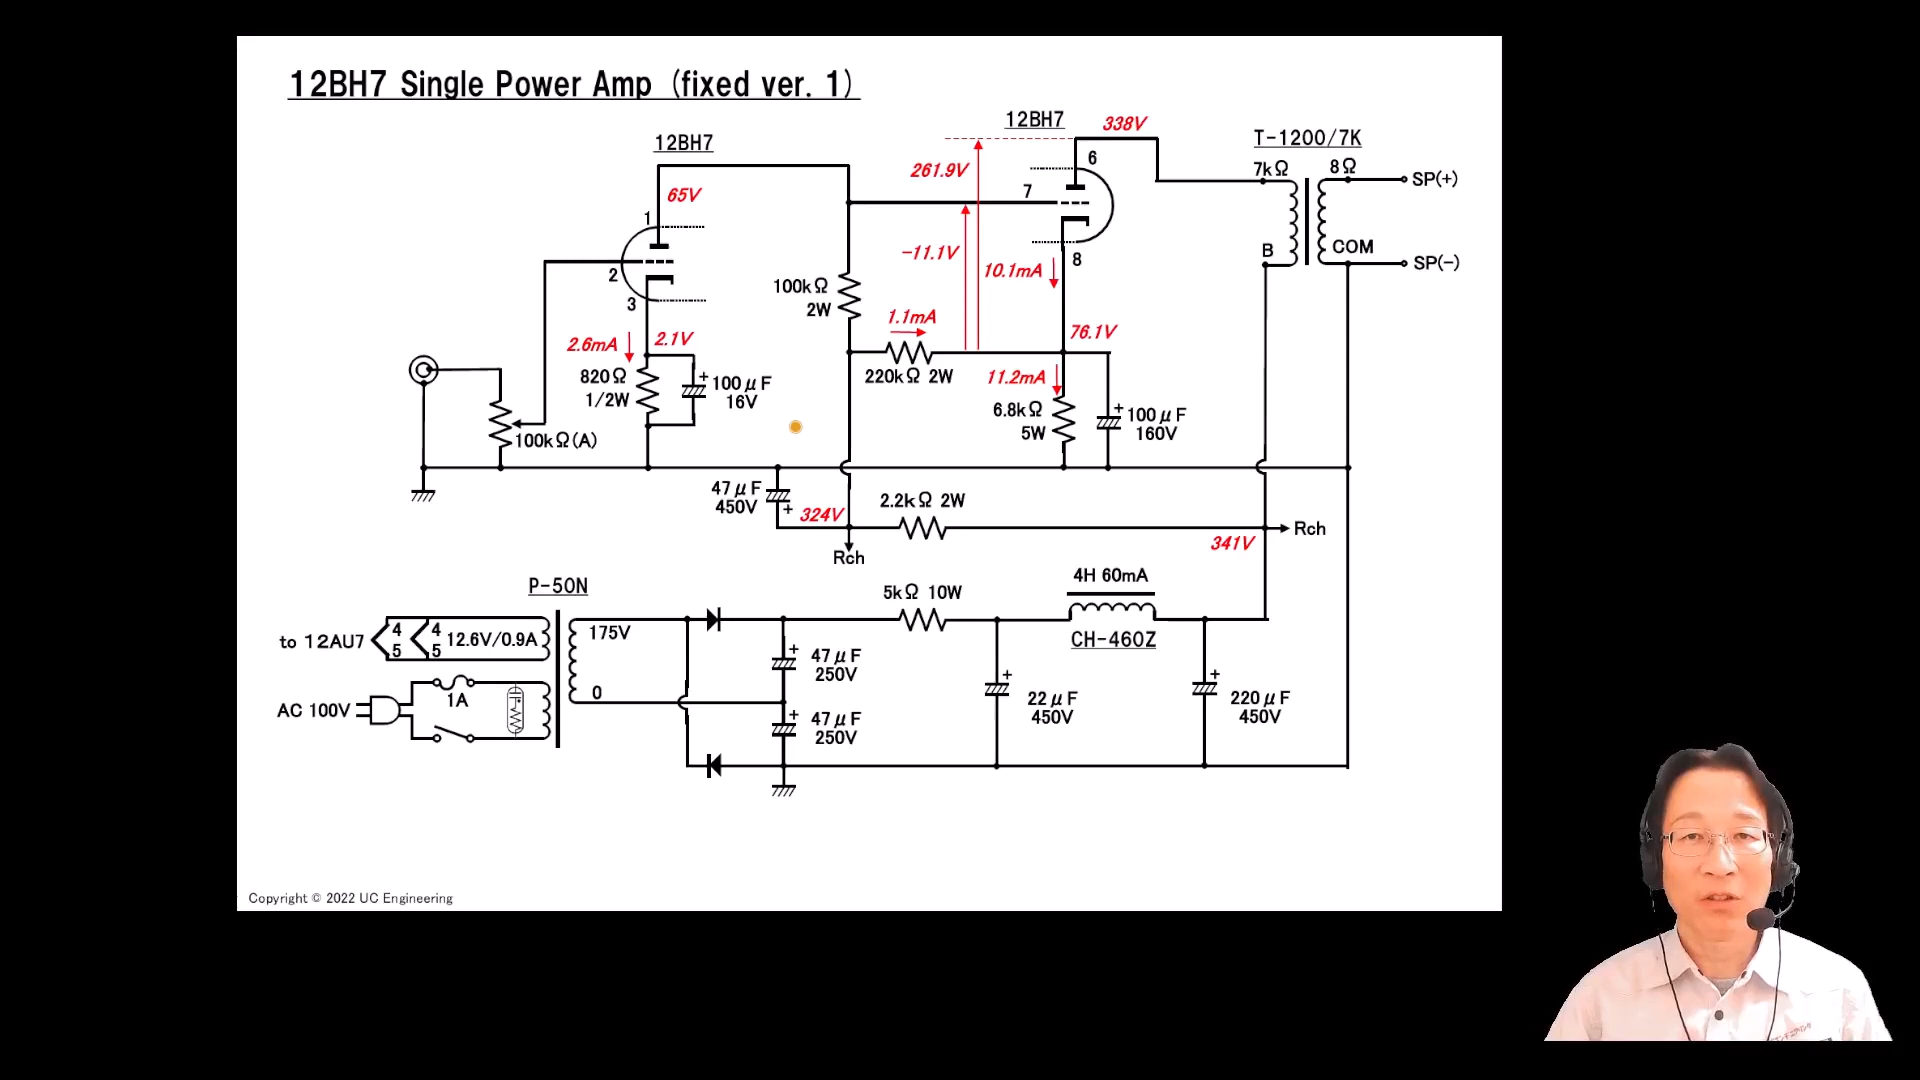 12BH7 Single Power Amp (fixed ver. 1)
12BH7
338V
12BH7
T-1200/7K
261.9V
6
7kΩ
8Ω
SP(+)
65V
7
1
-11.1V
COM
B
8
SP(-)
2
10.1mA
3
100kΩ
2W
1.1mA
2.6mA
2.1V
76.1V
820Ω
1/2W
100μF
16V
220kΩ 2W
11.2mA
6.8kΩ
5W
100μF
160V
100kΩ(A)
47μF
450V
324V
2.2kΩ 2W
Rch
341V
Rch
4H 60mA
P-50N
5kΩ 10W
175V
CH-460Z
to 12AU7
4
5
4
5
12.6V/0.9A
47μF
250V
0
22μF
450V
220μF
450V
AC 100V
1A
47μF
250V
Copyright © 2022 UC Engineering